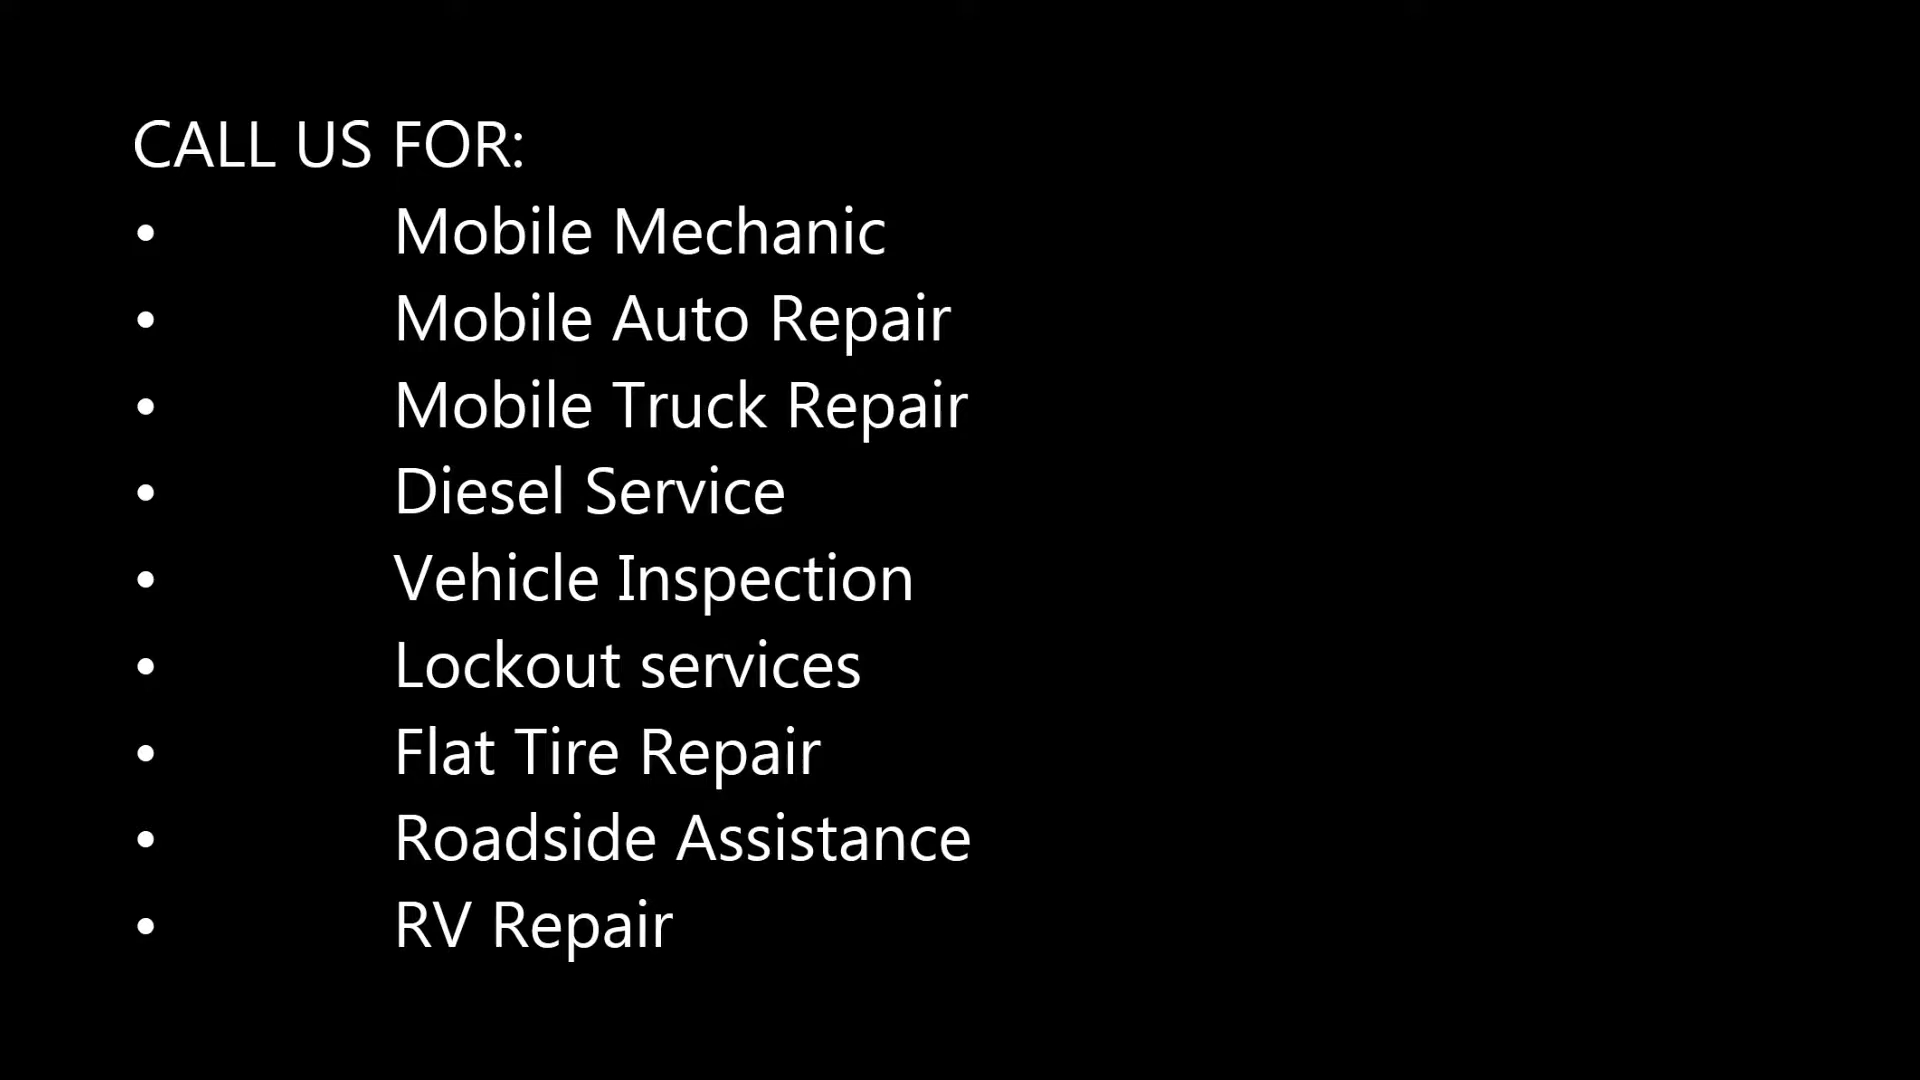 CALL US FOR:
• Mobile Mechanic
• Mobile Auto Repair
• Mobile Truck Repair
• Diesel Service
• Vehicle Inspection
• Lockout services
• Flat Tire Repair
• Roadside Assistance
• RV Repair